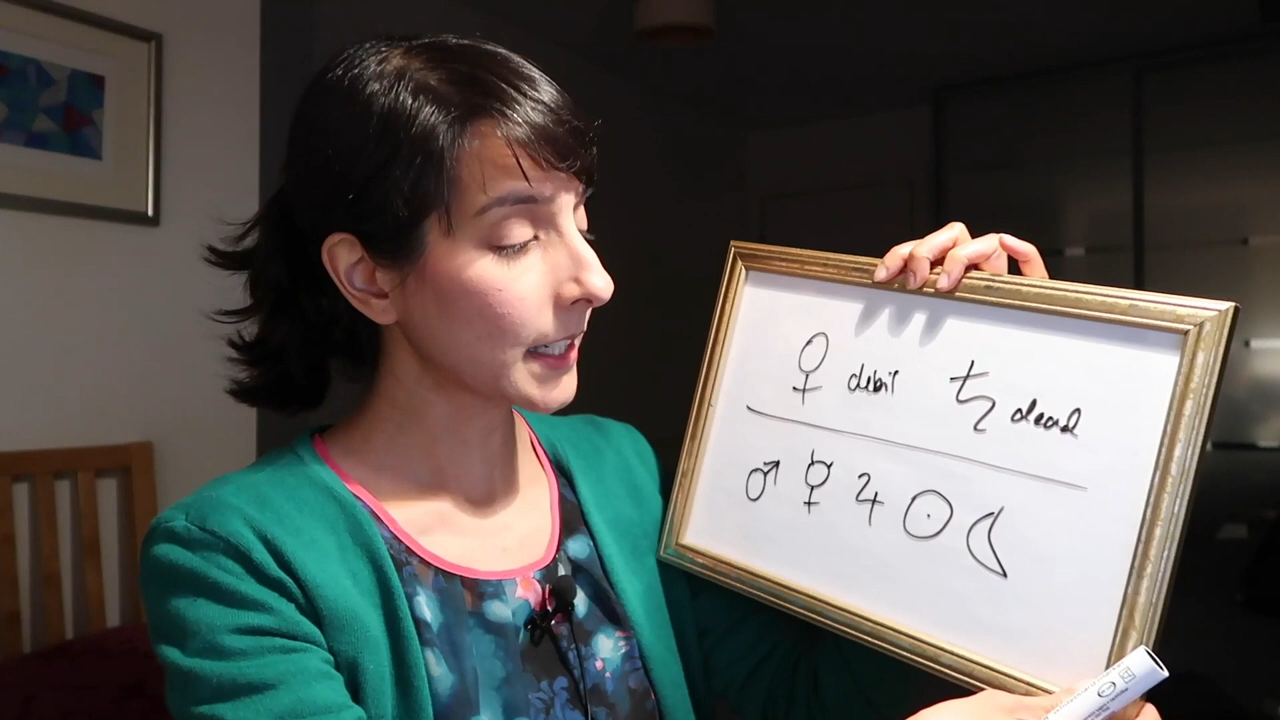 ♀ debil ♄ dead
♂ ☿ ♃ ☉ ☾